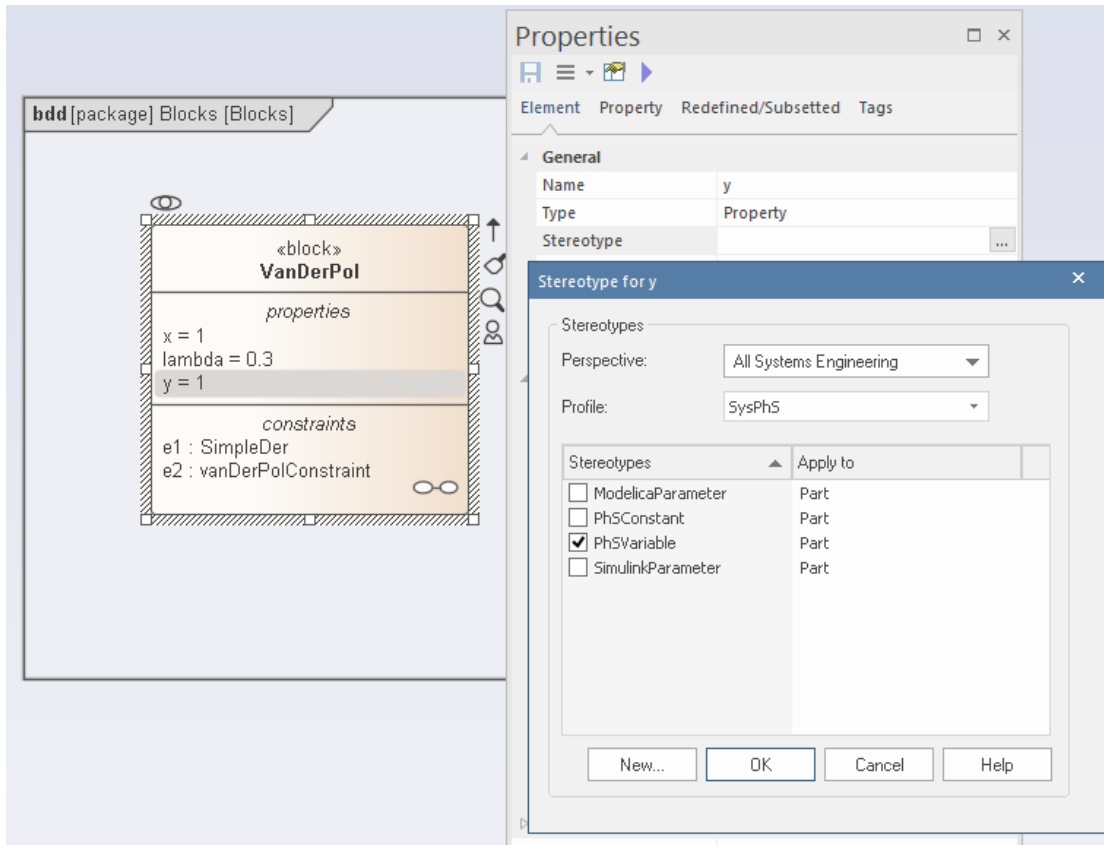 bdd [package] Blocks [Blocks]
«block»
VanDerPol
properties
x = 1
lambda = 0.3
y = 1
constraints
e1 : SimpleDer
e2 : vanDerPolConstraint
Properties
Element Property Redefined/Subsetted Tags
General
Name y
Type Property
Stereotype ...
Stereotype for y
Stereotypes
Perspective: All Systems Engineering
Profile: SysPhS
Stereotypes Apply to
ModelicaParameter Part
PhSConstant Part
PhSVariable Part
SimulinkParameter Part
New... OK Cancel Help